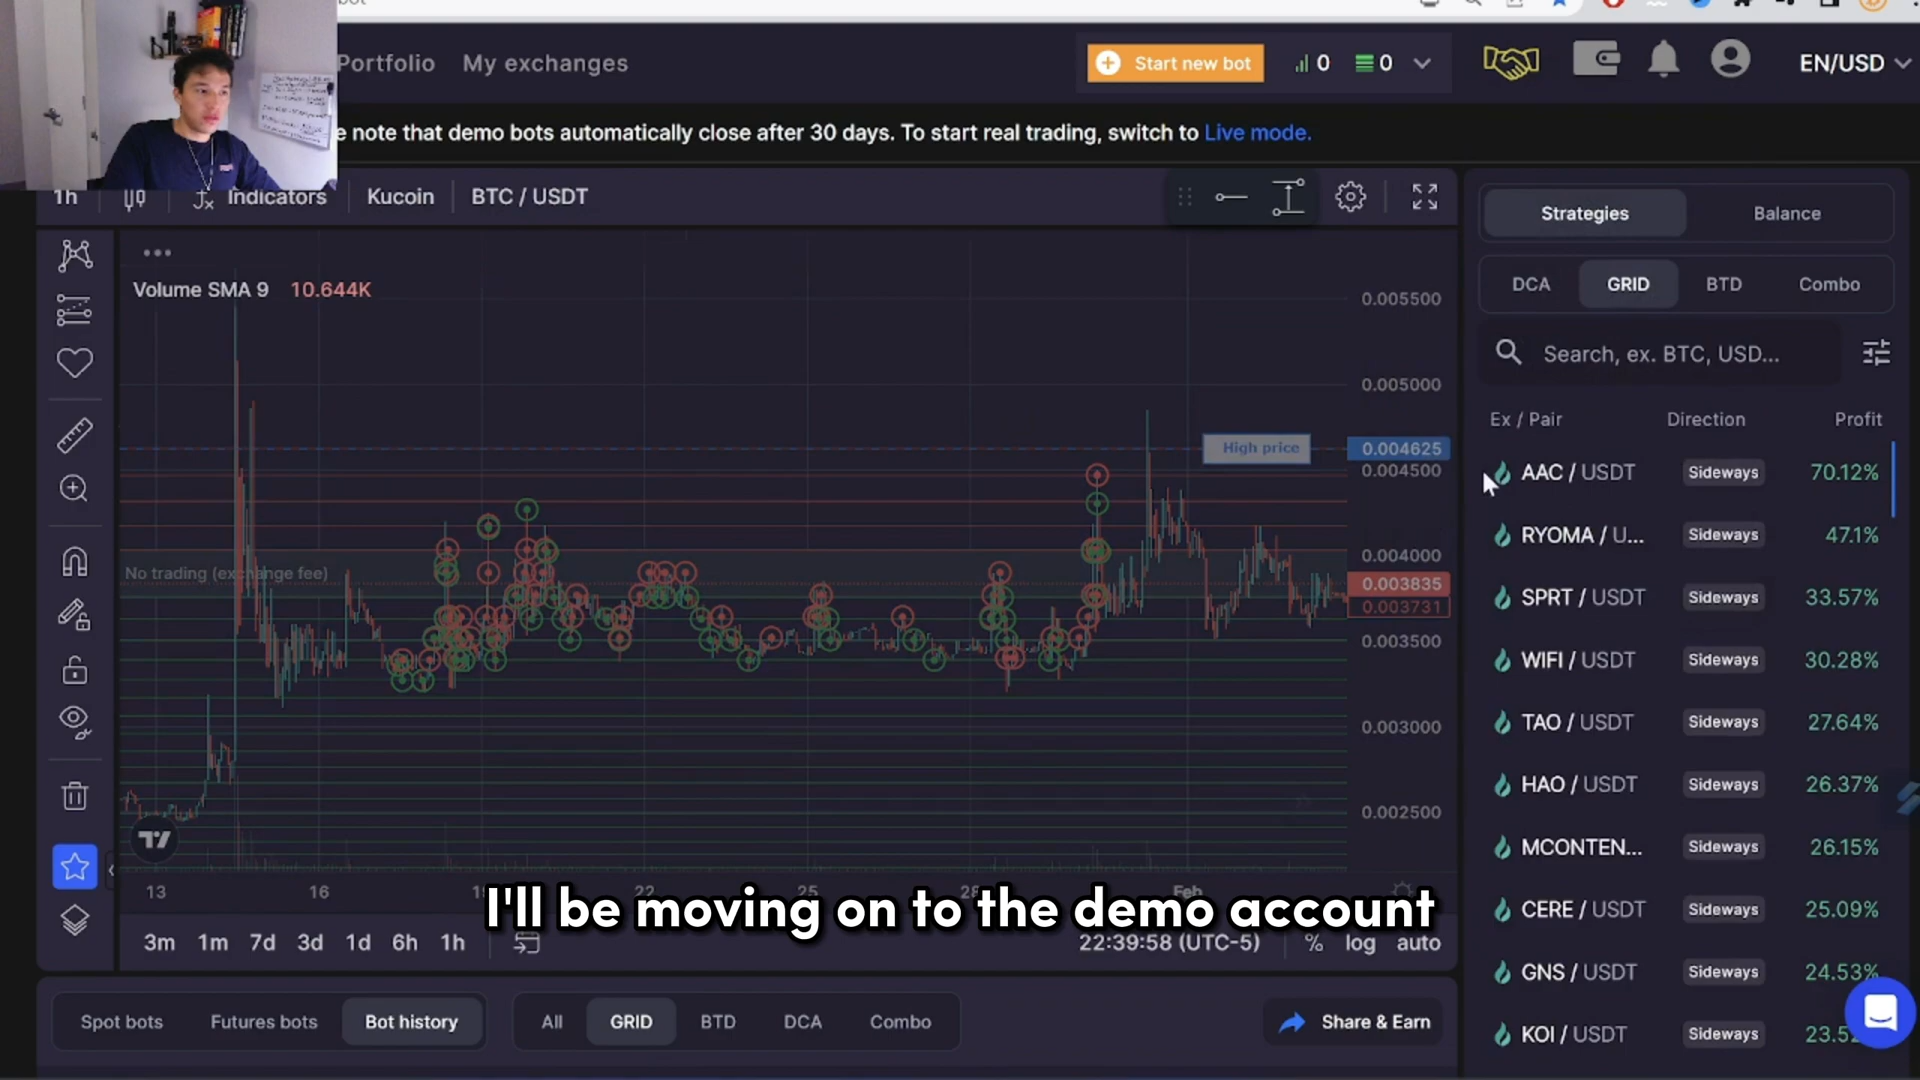 Portfolio My exchanges
Start new bot 0 0
EN/USD
e note that demo bots automatically close after 30 days. To start real trading, switch to Live mode.
1h Indicators Kucoin BTC / USDT
Strategies Balance
DCA GRID BTD Combo
Search, ex. BTC, USD...
Volume SMA 9 10.644K
0.005500
0.005000
High price 0.004625
0.004500
0.004000
No trading (exchange fee)
0.003835
0.003731
0.003500
0.003000
0.002500
13 16 22 25 28 Feb
Ex / Pair Direction Profit
AAC / USDT Sideways 70.12%
RYOMA / U... Sideways 47.1%
SPRT / USDT Sideways 33.57%
WIFI / USDT Sideways 30.28%
TAO / USDT Sideways 27.64%
HAO / USDT Sideways 26.37%
MCONTEN... Sideways 26.15%
CERE / USDT Sideways 25.09%
GNS / USDT Sideways 24.53%
KOI / USDT Sideways
I'll be moving on to the demo account
3m 1m 7d 3d 1d 6h 1h 22:39:58 (UTC-5) % log auto
Spot bots Futures bots Bot history All GRID BTD DCA Combo Share & Earn